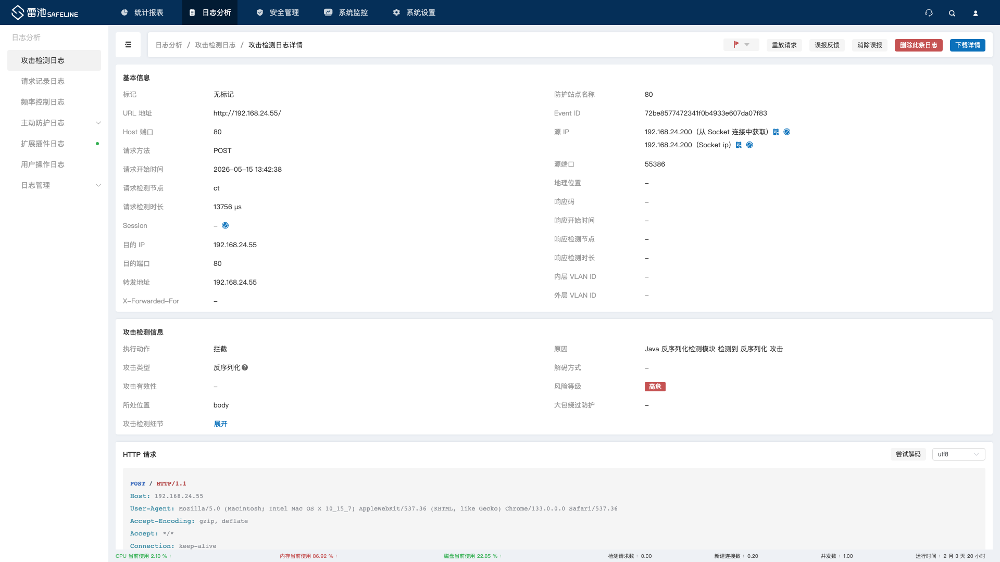 雷池 SAFELINE
统计报表
日志分析
安全管理
系统监控
系统设置
日志分析
攻击检测日志
请求记录日志
频率控制日志
主动防护日志
扩展插件日志
用户操作日志
日志管理
日志分析 / 攻击检测日志 / 攻击检测日志详情
重放请求
误报反馈
消除误报
删除此条日志
下载详情
基本信息
标记 无标记
URL 地址 http://192.168.24.55/
Host 端口 80
请求方法 POST
请求开始时间 2026-05-15 13:42:38
请求检测节点 ct
请求检测时长 13756 μs
Session –
目的 IP 192.168.24.55
目的端口 80
转发地址 192.168.24.55
X-Forwarded-For –
防护站点名称 80
Event ID 72be8577472341f0b4933e607da07f83
源 IP 192.168.24.200（从 Socket 连接中获取）
192.168.24.200（Socket ip）
源端口 55386
地理位置 –
响应码 –
响应开始时间 –
响应检测节点 –
响应检测时长 –
内层 VLAN ID –
外层 VLAN ID –
攻击检测信息
执行动作 拦截
攻击类型 反序列化
攻击有效性 –
所处位置 body
攻击检测细节 展开
原因 Java 反序列化检测模块 检测到 反序列化 攻击
解码方式 –
风险等级 高危
大包绕过防护 –
HTTP 请求
尝试解码
utf8
POST / HTTP/1.1
Host: 192.168.24.55
User-Agent: Mozilla/5.0 (Macintosh; Intel Mac OS X 10_15_7) AppleWebKit/537.36 (KHTML, like Gecko) Chrome/133.0.0.0 Safari/537.36
Accept-Encoding: gzip, deflate
Accept: */*
Connection: keep-alive
CPU 当前使用 2.10 %：
内存当前使用 86.92 %：
磁盘当前使用 22.85 %：
检测请求数：0.00
新建连接数：0.20
并发数：1.00
运行时间：2 月 3 天 20 小时